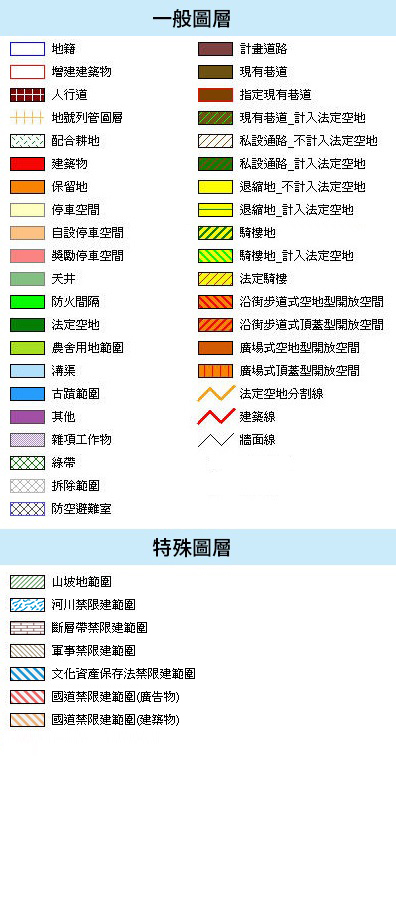 一般圖層
地籍
增建建築物
人行道
地號列管圖層
配合耕地
建築物
保留地
停車空間
自設停車空間
獎勵停車空間
天井
防火間隔
法定空地
農舍用地範圍
溝渠
古蹟範圍
其他
雜項工作物
綠帶
拆除範圍
防空避難室
計畫道路
現有巷道
指定現有巷道
現有巷道_計入法定空地
私設通路_不計入法定空地
私設通路_計入法定空地
退縮地_不計入法定空地
退縮地_計入法定空地
騎樓地
騎樓地_計入法定空地
法定騎樓
沿街步道式空地型開放空間
沿街步道式頂蓋型開放空間
廣場式空地型開放空間
廣場式頂蓋型開放空間
法定空地分割線
建築線
牆面線
特殊圖層
山坡地範圍
河川禁限建範圍
斷層帶禁限建範圍
軍事禁限建範圍
文化資產保存法禁限建範圍
國道禁限建範圍(廣告物)
國道禁限建範圍(建築物)